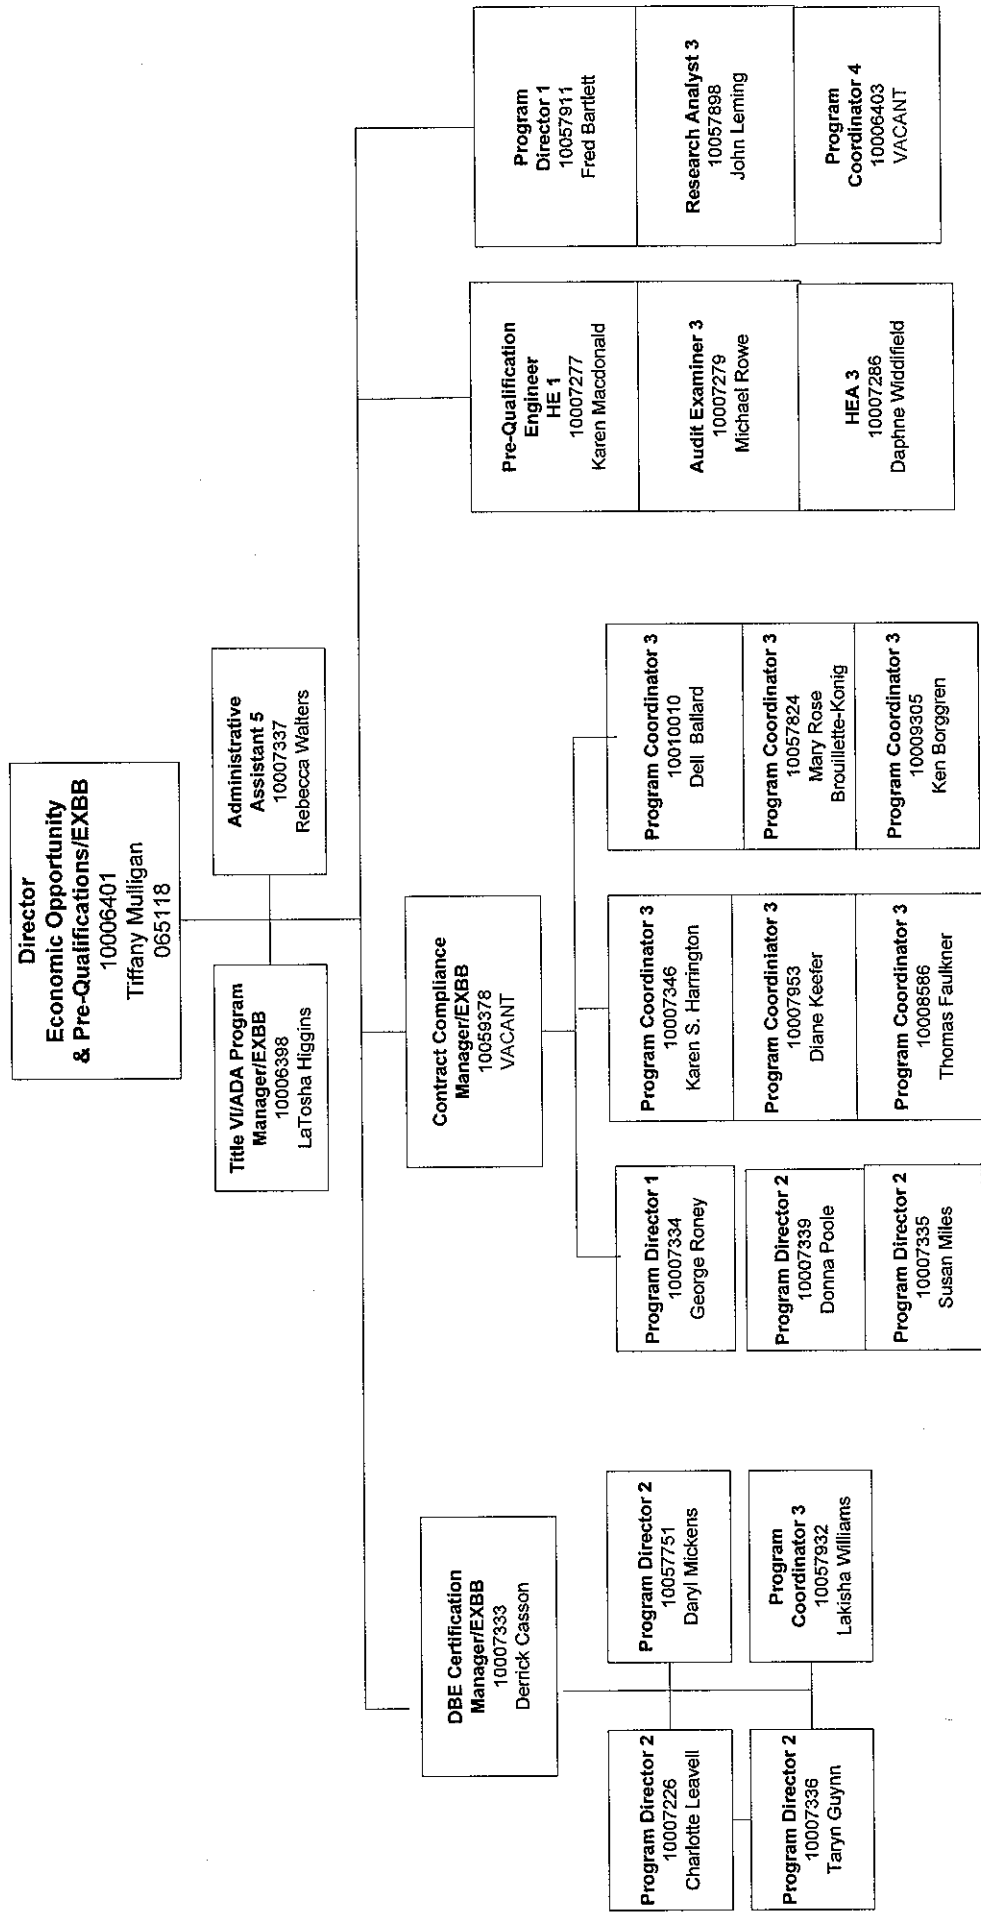 Director
Economic Opportunity
& Pre-Qualifications/EXBB
10006401
Tiffany Mulligan
065118
Title VI/ADA Program
Manager/EXBB
10006398
LaTosha Higgins
Administrative
Assistant 5
10007337
Rebecca Walters
DBE Certification
Manager/EXBB
10007333
Derrick Casson
Program Director 2
10007226
Charlotte Leavell
Program Director 2
10057751
Daryl Mickens
Program Director 2
10007336
Taryn Guynn
Program
Coordinator 3
10057932
Lakisha Williams
Contract Compliance
Manager/EXBB
10059378
VACANT
Program Director 1
10007334
George Roney
Program Director 2
10007339
Donna Poole
Program Director 2
10007335
Susan Miles
Program Coordinator 3
10007346
Karen S. Harrington
Program Coordiniator 3
10007953
Diane Keefer
Program Coordinator 3
10008586
Thomas Faulkner
Program Coordinator 3
10010010
Dell Ballard
Program Coordinator 3
10057824
Mary Rose
Brouillette-Konig
Program Coordinator 3
10009305
Ken Borggren
Pre-Qualification
Engineer
HE 1
10007277
Karen Macdonald
Audit Examiner 3
10007279
Michael Rowe
HEA 3
10007286
Daphne Widdifield
Program
Director 1
10057911
Fred Bartlett
Research Analyst 3
10057898
John Leming
Program
Coordinator 4
10006403
VACANT